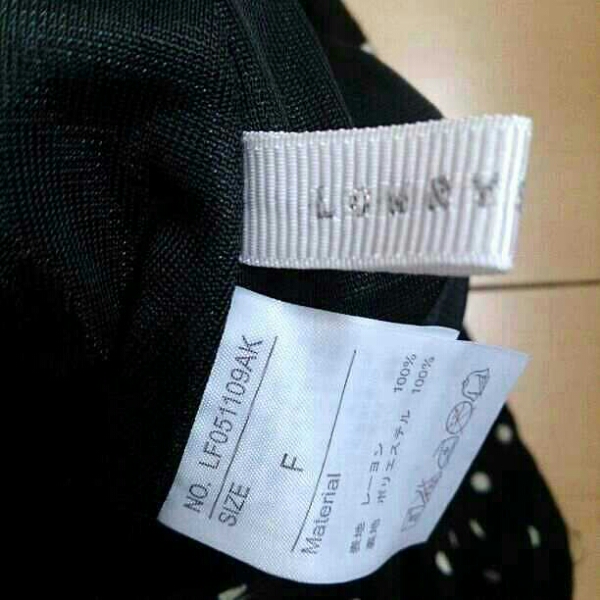 NO. LF051109AK
SIZE
F
Material
表地 レーヨン 100%
裏地 ポリエステル 100%